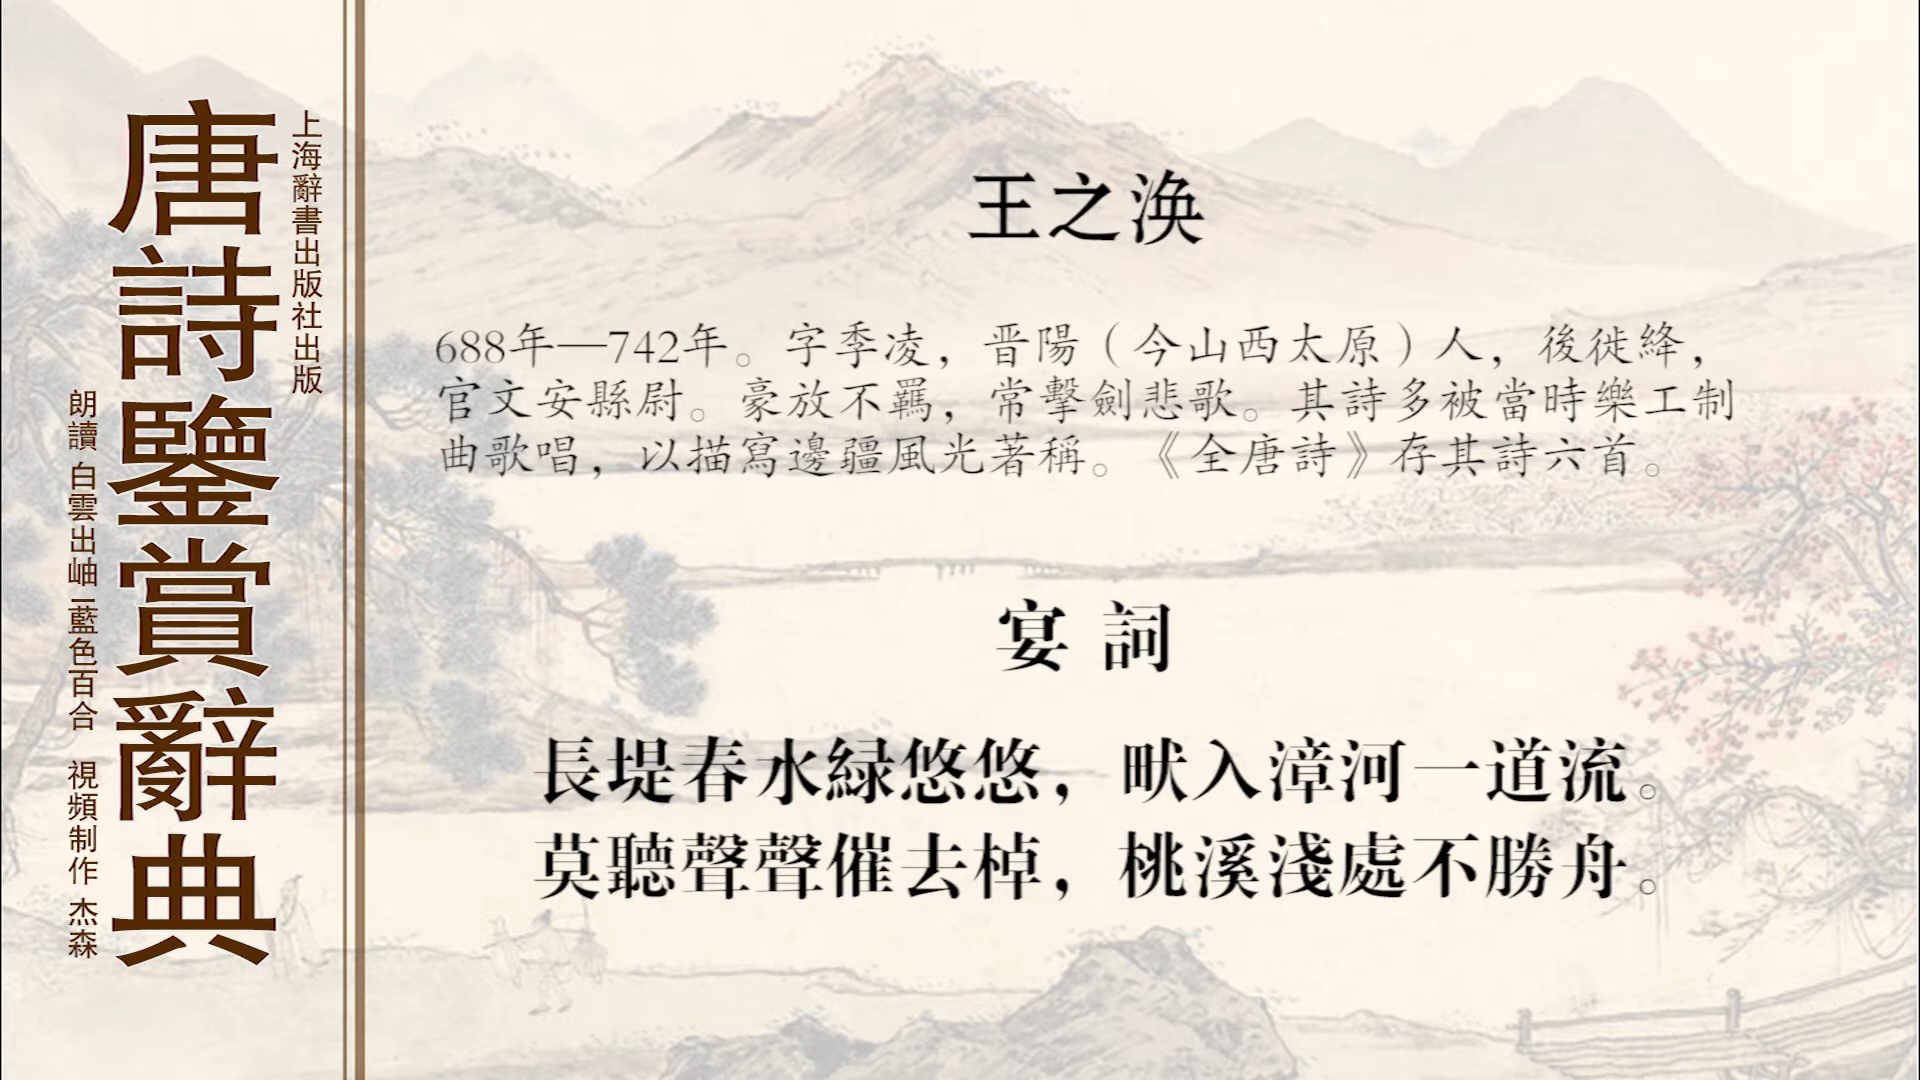 唐詩鑒賞辭典
上海辭書出版社出版
朗讀 白雲出岫 藍色百合 視頻制作 杰森
王之涣
688年—742年。字季凌，晋陽（今山西太原）人，後徙絳，
官文安縣尉。豪放不羈，常擊劍悲歌。其詩多被當時樂工制
曲歌唱，以描寫邊疆風光著稱。《全唐詩》存其詩六首。
宴 詞
長堤春水緑悠悠，畎入漳河一道流。
莫聽聲聲催去棹，桃溪淺處不勝舟。